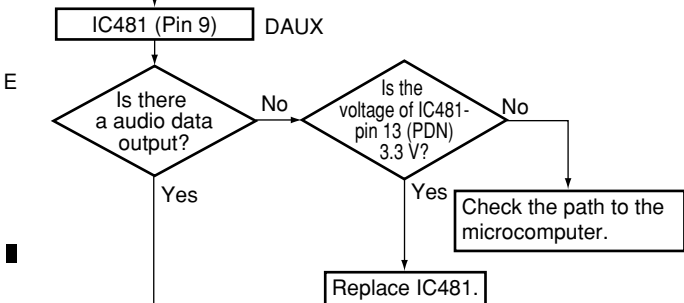 IC481 (Pin 9)
DAUX
E
Is there
a audio data
output?
No
Is the
voltage of IC481-
pin 13 (PDN)
3.3 V?
No
Yes
Yes
Check the path to the
microcomputer.
Replace IC481.